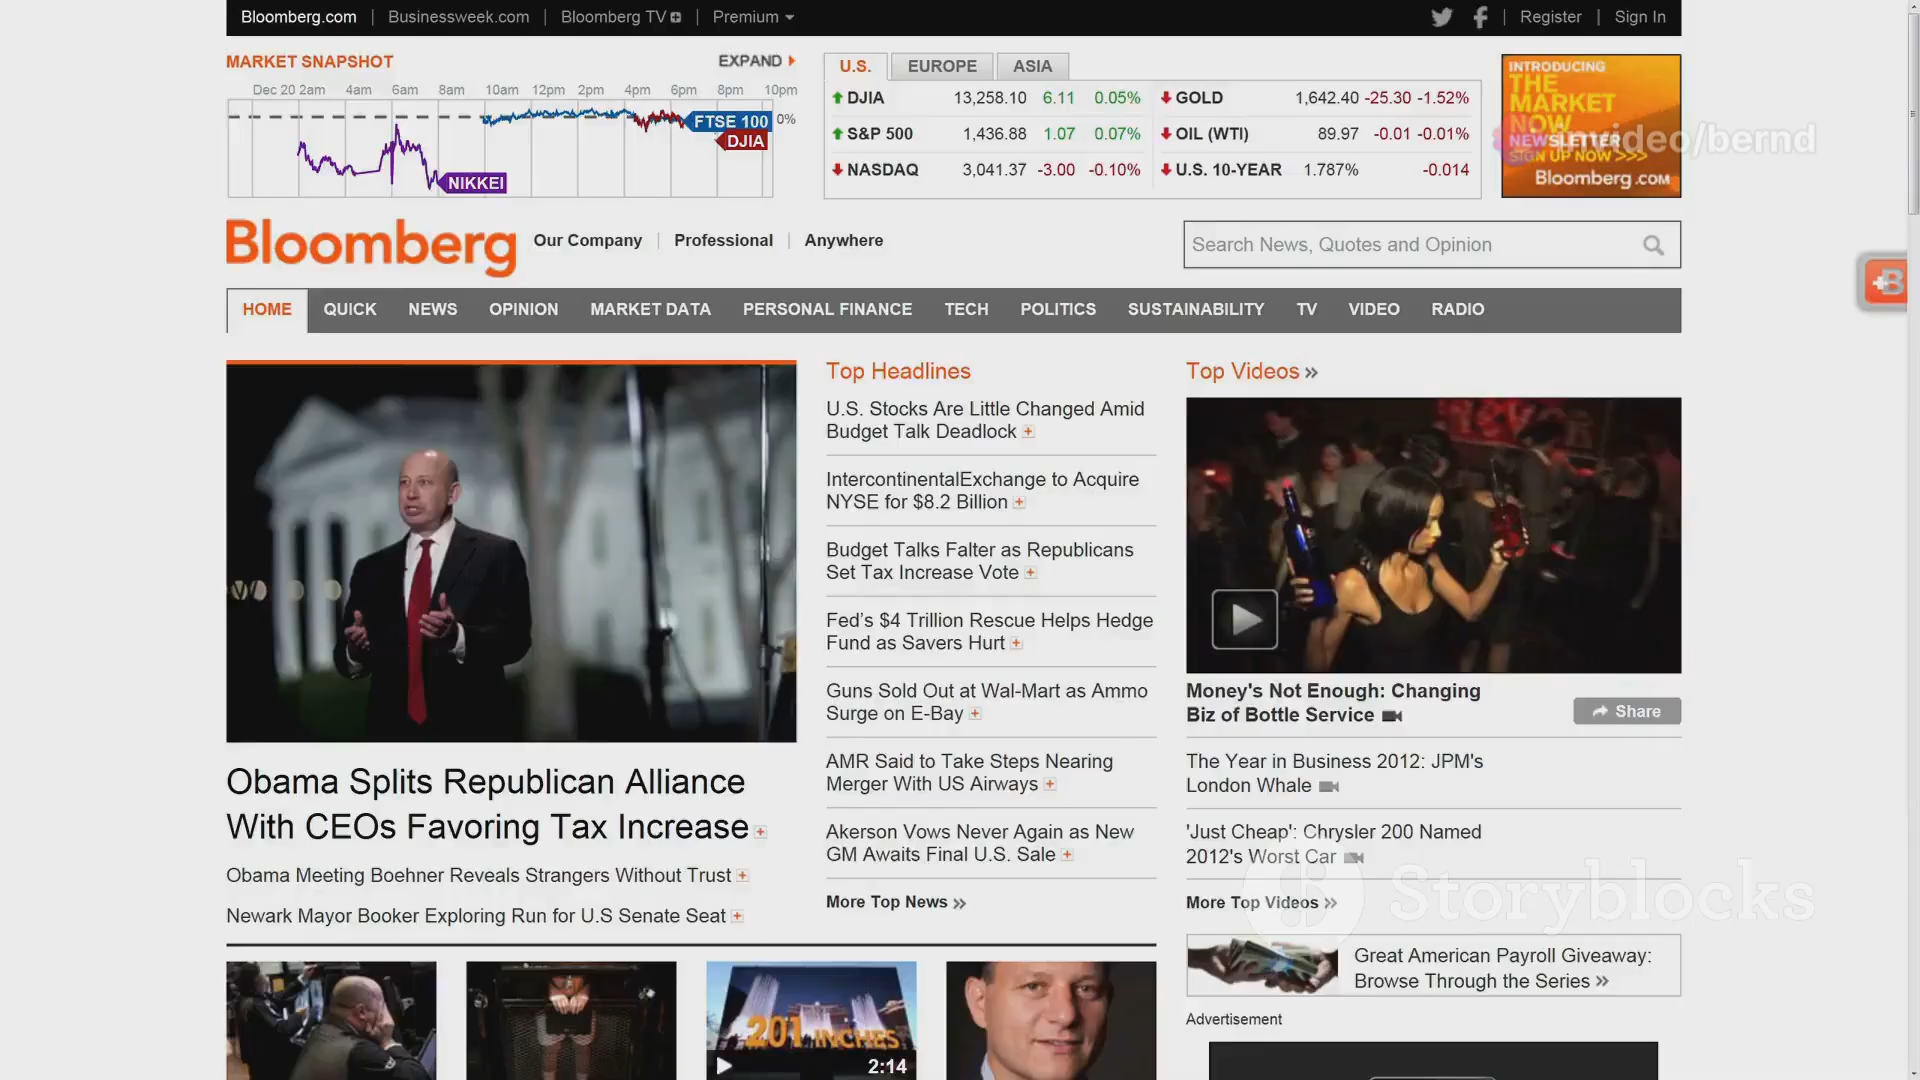 Bloomberg.com | Businessweek.com | Bloomberg TV | Premium
Register | Sign In
MARKET SNAPSHOT
EXPAND
Dec 20 2am 4am 6am 8am 10am 12pm 2pm 4pm 6pm 8pm 10pm
FTSE 100
0%
DJIA
NIKKEI
U.S. EUROPE ASIA
DJIA 13,258.10 6.11 0.05%
S&P 500 1,436.88 1.07 0.07%
NASDAQ 3,041.37 -3.00 -0.10%
GOLD 1,642.40 -25.30 -1.52%
OIL (WTI) 89.97 -0.01 -0.01%
U.S. 10-YEAR 1.787% -0.014
INTRODUCING
THE
MARKET
NOW
NEWSLETTER
SIGN UP NOW >>>
Bloomberg.com
video/bernd
Bloomberg
Our Company | Professional | Anywhere
Search News, Quotes and Opinion
HOME QUICK NEWS OPINION MARKET DATA PERSONAL FINANCE TECH POLITICS SUSTAINABILITY TV VIDEO RADIO
Obama Splits Republican Alliance
With CEOs Favoring Tax Increase
Obama Meeting Boehner Reveals Strangers Without Trust
Newark Mayor Booker Exploring Run for U.S Senate Seat
201 INCHES
2:14
Top Headlines
U.S. Stocks Are Little Changed Amid
Budget Talk Deadlock
IntercontinentalExchange to Acquire
NYSE for $8.2 Billion
Budget Talks Falter as Republicans
Set Tax Increase Vote
Fed's $4 Trillion Rescue Helps Hedge
Fund as Savers Hurt
Guns Sold Out at Wal-Mart as Ammo
Surge on E-Bay
AMR Said to Take Steps Nearing
Merger With US Airways
Akerson Vows Never Again as New
GM Awaits Final U.S. Sale
More Top News »
Top Videos »
Money's Not Enough: Changing
Biz of Bottle Service
Share
The Year in Business 2012: JPM's
London Whale
'Just Cheap': Chrysler 200 Named
2012's Worst Car
More Top Videos »
Storyblocks
Great American Payroll Giveaway:
Browse Through the Series »
Advertisement